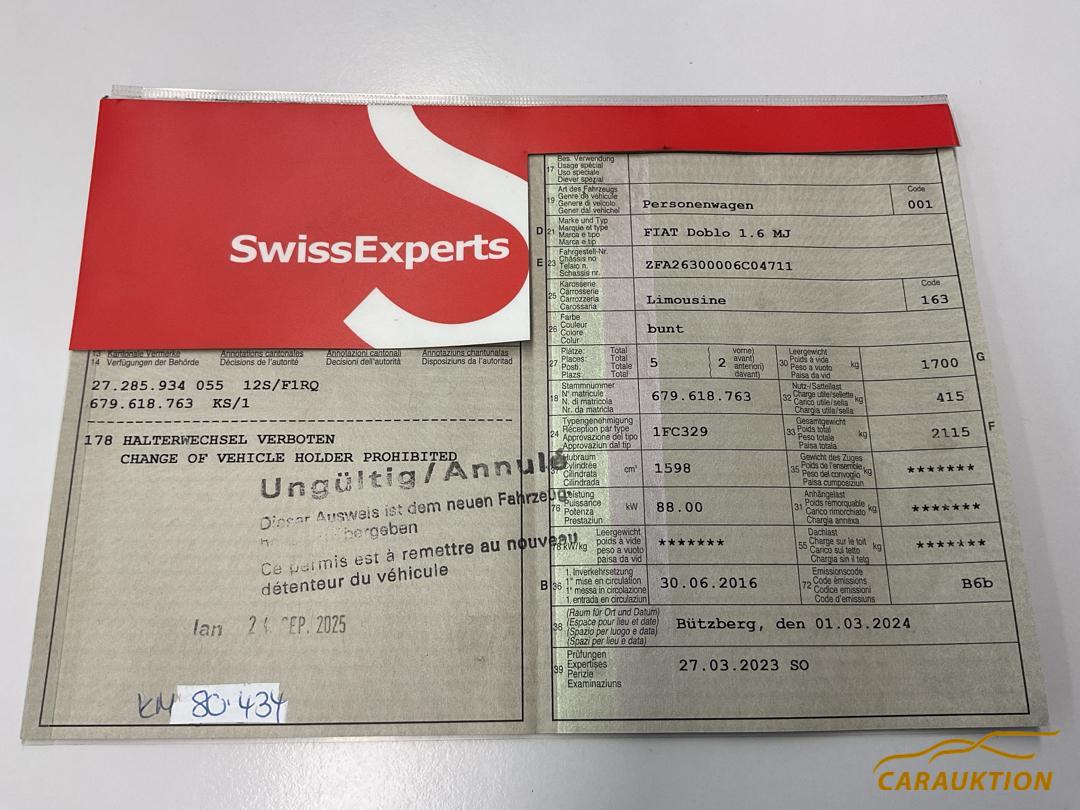 SwissExperts
13 Kantonale Vermerke Annotations cantonales Annotazioni cantonali Annotaziuns chantunalas
14 Verfügungen der Behörde Décisions de l'autorité Decisioni dell'autorità Disposiziuns da l'autoritad
27.285.934 055 12S/F1RQ
679.618.763 KS/1
178 HALTERWECHSEL VERBOTEN
CHANGE OF VEHICLE HOLDER PROHIBITED
Ungültig/Annulé
Dieser Ausweis ist dem neuen Fahrzeug-
übergeben
Ce permis est à remettre au nouveau
détenteur du véhicule
lan 2 SEP. 2025
KM 80.434
17 Bes. Verwendung
Usage spécial
Uso speciale
Diever spezial
19 Art des Fahrzeugs
Genre de véhicule
Genere di veicolo
Gener dal vehichel
Personenwagen
Code
001
D 21 Marke und Typ
Marque et type
Marca e tipo
Marca e tip
FIAT Doblo 1.6 MJ
E 23 Fahrgestell-Nr.
Châssis no
Telaio n.
Schassis nr.
ZFA26300006C04711
25 Karosserie
Carrosserie
Carrozzeria
Carossaria
Limousine
Code
163
26 Farbe
Couleur
Colore
Colur
bunt
27 Plätze: Total
Places: Total
Posti: Totale
Plazs: Total
5
2
vorne)
avant)
anteriori)
davant)
30 Leergewicht
Poids à vide
Peso a vuoto
Paisa da vid
kg
1700
G
18 Stammnummer
N° matricule
N. di matricola
Nr. da matricla
679.618.763
32 Nutz-/Sattellast
Charge utile/sellette
Carico utile/sella
Chargia utila/sella
kg
415
24 Typengenehmigung
Réception par type
Approvazione del tipo
Approvaziun dal tip
1FC329
33 Gesamtgewicht
Poids total
Peso totale
Paisa totala
kg
2115
F
37 Hubraum
Cylindrée
Cilindrata
Cilindrada
cm³
1598
35 Gewicht des Zuges
Poids de l'ensemble
Peso del convoglio
Paisa cumposiziun
kg
*******
76 Leistung
Puissance
Potenza
Prestaziun
kW
88.00
31 Anhängelast
Poids remorquable
Carico rimorchiato
Chargia annexa
kg
*******
78 kW/kg
Leergewicht
poids à vide
peso a vuoto
paisa da vid
*******
55 Dachlast
Charge sur le toit
Carico sul tetto
Chargia sin il tetg
kg
*******
B 36 1. Inverkehrsetzung
1re mise en circulation
1a messa in circolazione
1. entrada en circulaziun
30.06.2016
72 Emissionscode
Code émissions
Codice emissioni
Code d'emissiuns
B6b
38 (Raum für Ort und Datum)
(Espace pour lieu et date)
(Spazio per luogo e data)
(Spazi per lieu e data)
Bützberg, den 01.03.2024
39 Prüfungen
Expertises
Perizie
Examinaziuns
27.03.2023 SO
CARAUKTION